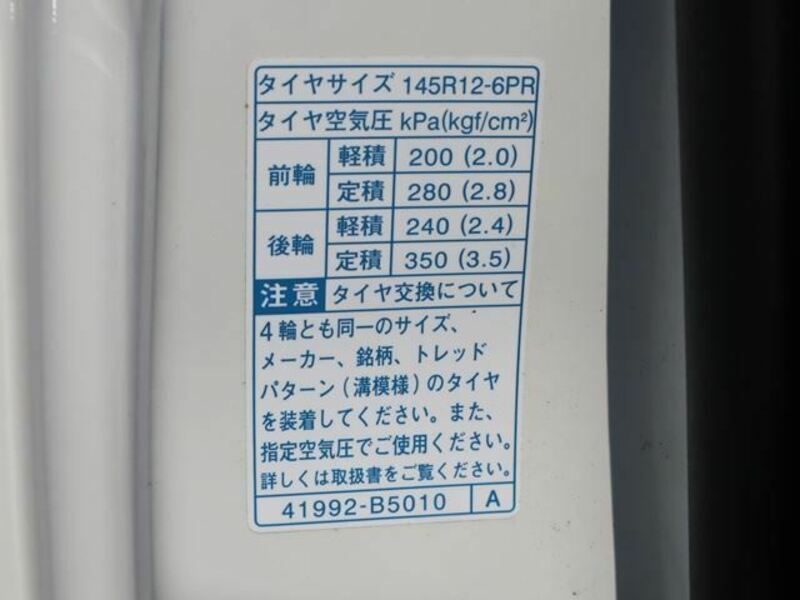 タイヤサイズ 145R12-6PR
タイヤ空気圧 kPa(kgf/cm²)
前輪 軽積 200 (2.0)
定積 280 (2.8)
後輪 軽積 240 (2.4)
定積 350 (3.5)
注意 タイヤ交換について
4輪とも同一のサイズ、
メーカー、銘柄、トレッド
パターン(溝模様)のタイヤ
を装着してください。また、
指定空気圧でご使用ください。
詳しくは取扱書をご覧ください。
41992-B5010 A